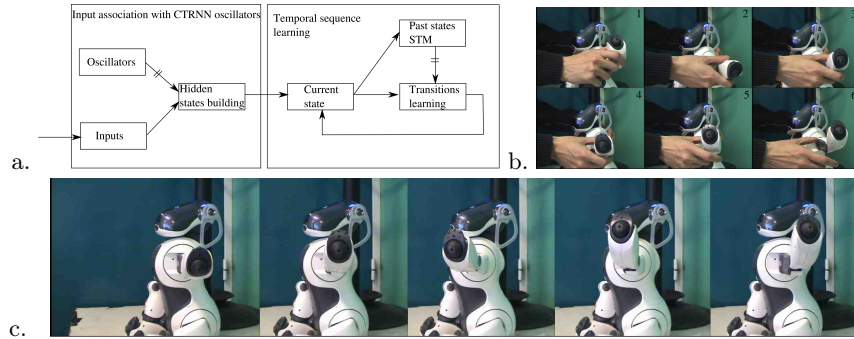 Input association with CTRNN oscillators
Oscillators
Hidden
states building
Inputs
Temporal sequence
learning
Past states
STM
Current
state
Transitions
learning
a.
1
2
3
4
5
6
b.
c.